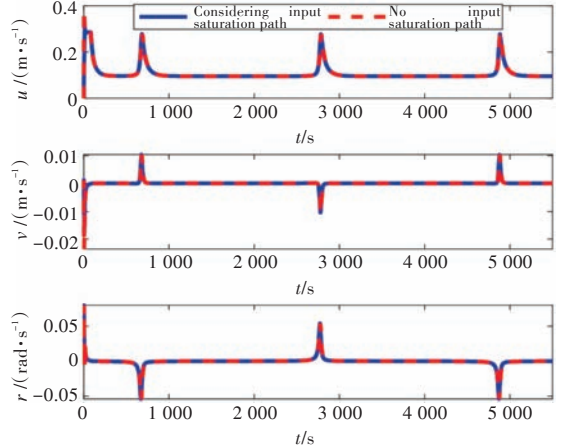 Considering input
saturation path
No input
saturation path
u /(m·s⁻¹)
0.4
0.2
0
0 1 000 2 000 3 000 4 000 5 000
t/s
v /(m·s⁻¹)
0.01
0
−0.01
−0.02
0 1 000 2 000 3 000 4 000 5 000
t/s
r /(rad·s⁻¹)
0.05
0
−0.05
0 1 000 2 000 3 000 4 000 5 000
t/s